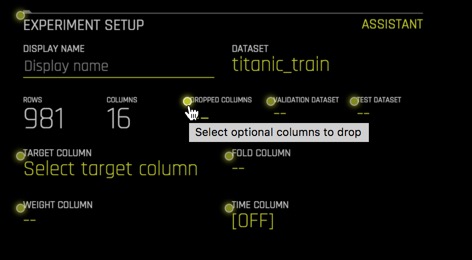 EXPERIMENT SETUP ASSISTANT
DISPLAY NAME DATASET
Display name titanic_train
ROWS COLUMNS DROPPED COLUMNS VALIDATION DATASET TEST DATASET
981 16 -- -- --
Select optional columns to drop
TARGET COLUMN FOLD COLUMN
Select target column --
WEIGHT COLUMN TIME COLUMN
-- [OFF]